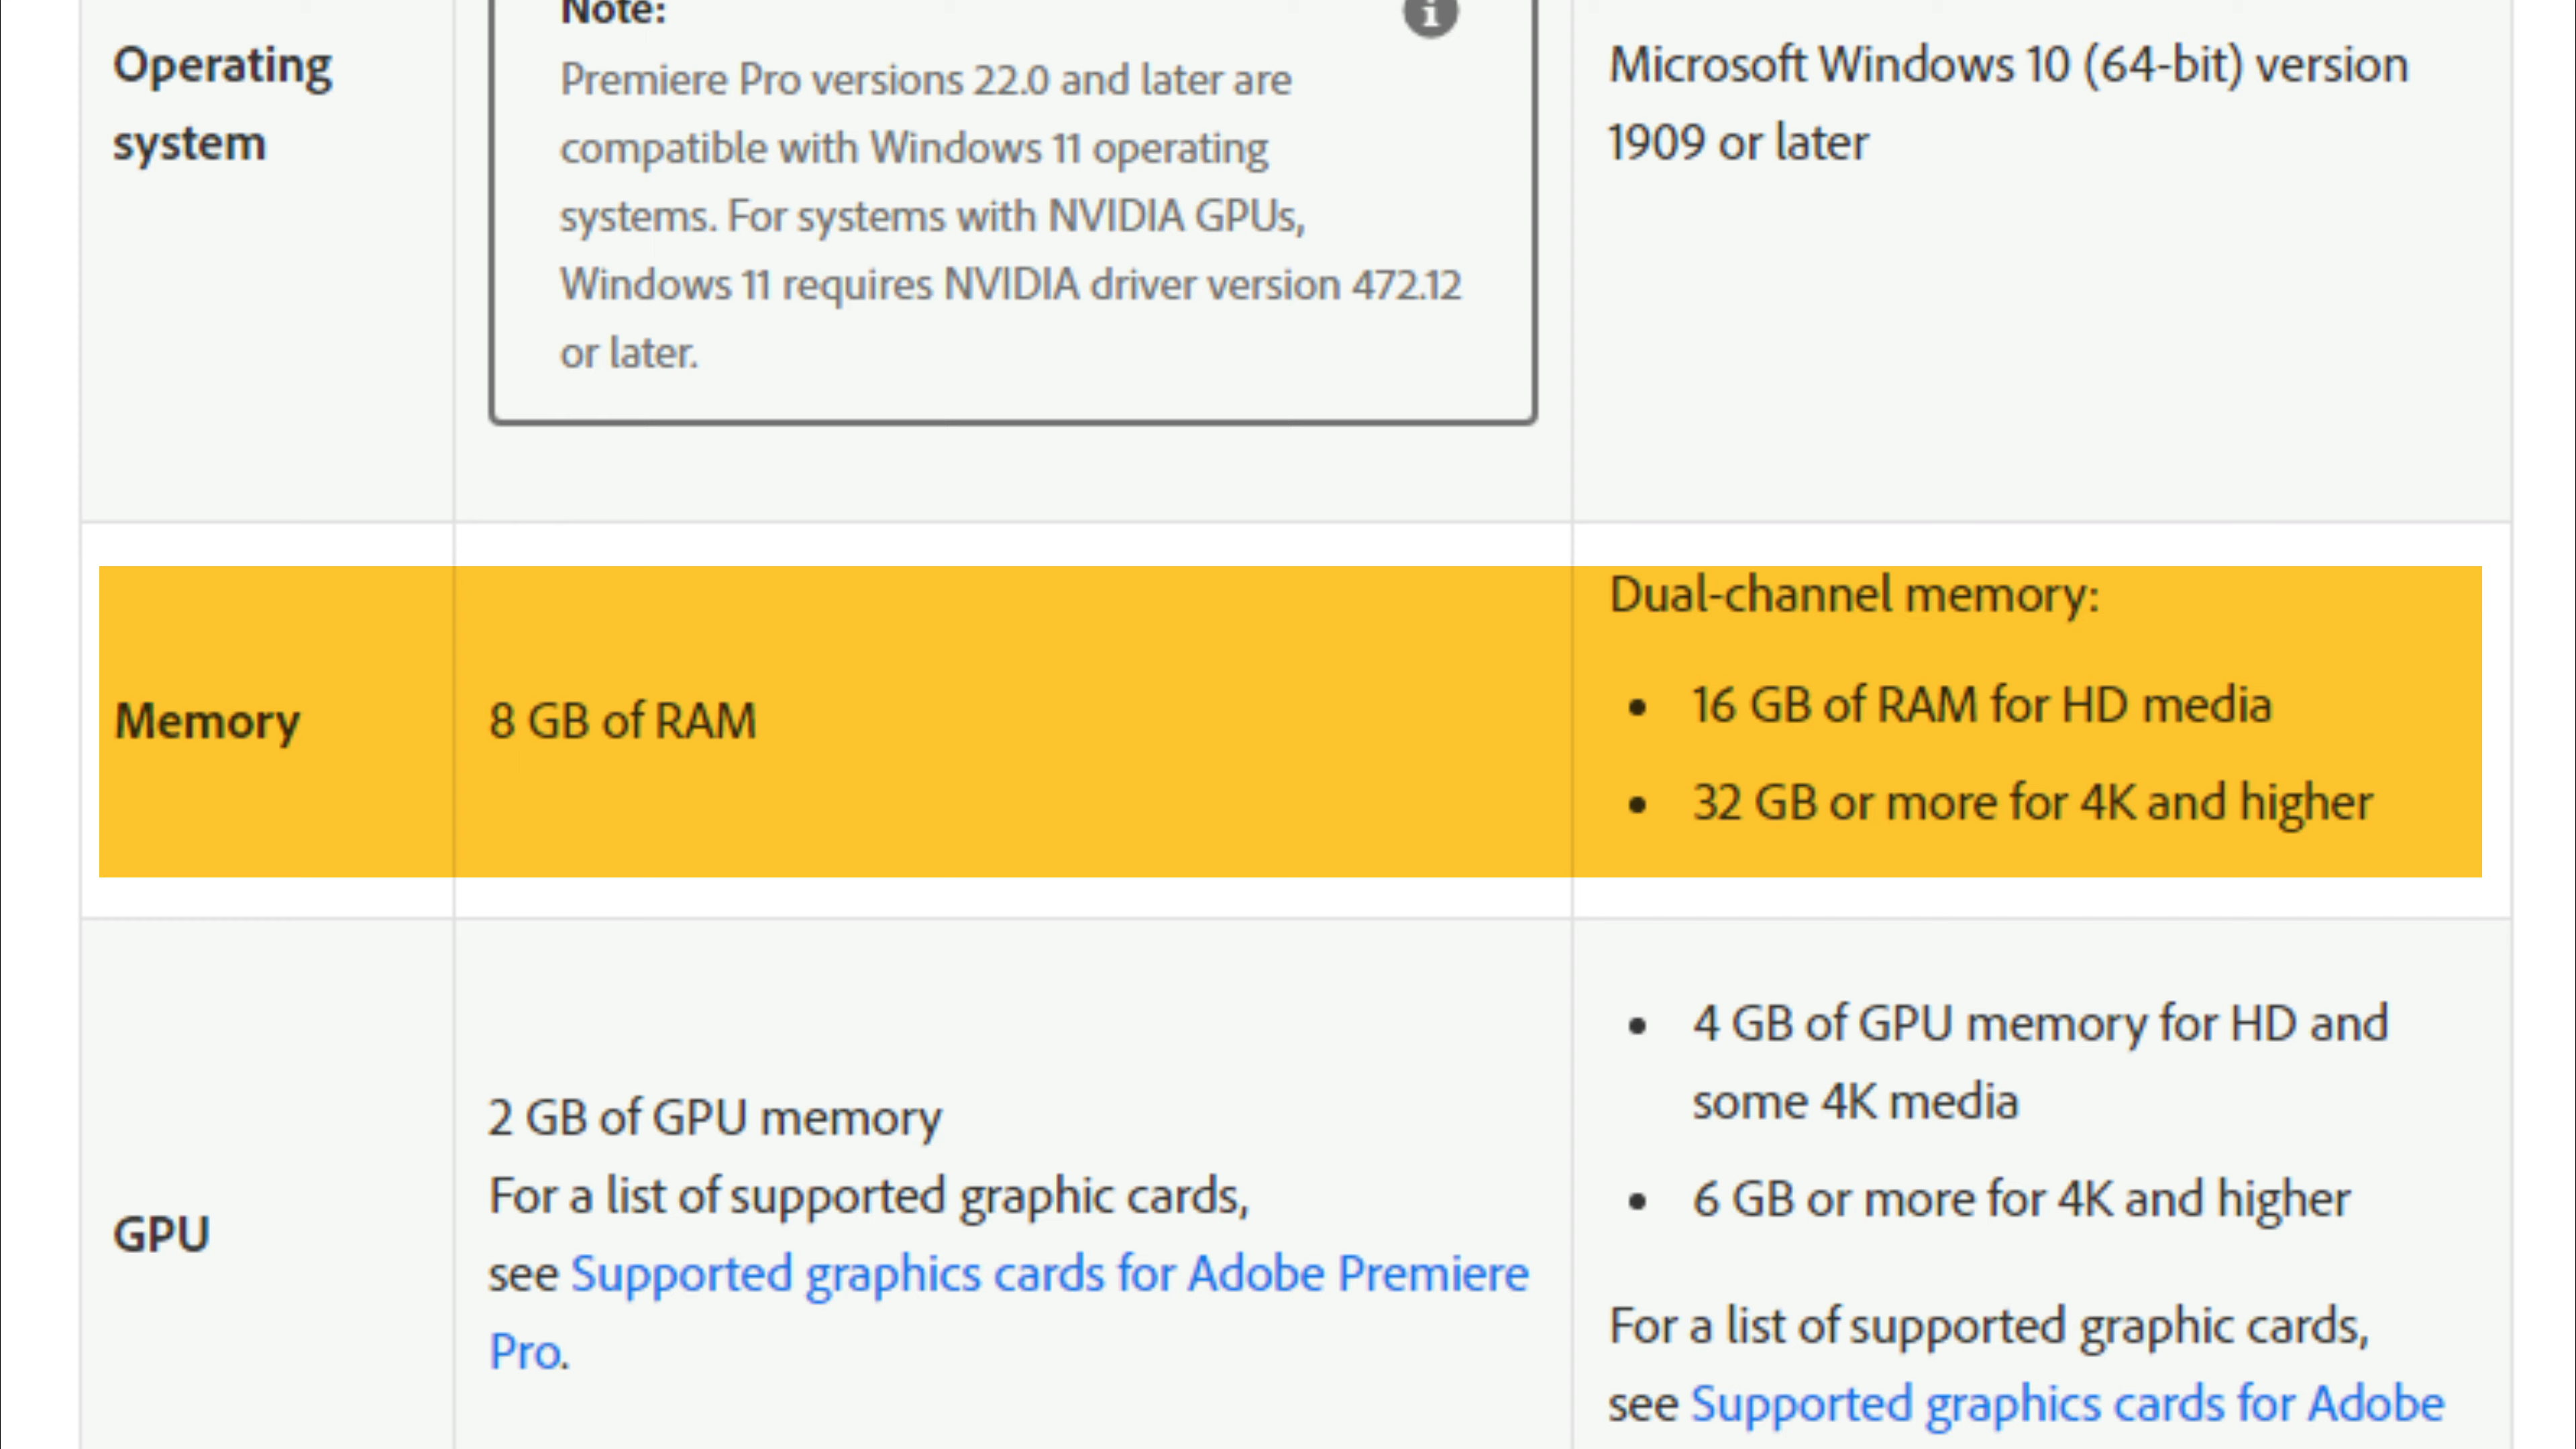 Operating
system
Note:
Premiere Pro versions 22.0 and later are
compatible with Windows 11 operating
systems. For systems with NVIDIA GPUs,
Windows 11 requires NVIDIA driver version 472.12
or later.
Microsoft Windows 10 (64-bit) version
1909 or later
Memory
8 GB of RAM
Dual-channel memory:
• 16 GB of RAM for HD media
• 32 GB or more for 4K and higher
GPU
2 GB of GPU memory
For a list of supported graphic cards,
see Supported graphics cards for Adobe Premiere
Pro.
• 4 GB of GPU memory for HD and
some 4K media
• 6 GB or more for 4K and higher
For a list of supported graphic cards,
see Supported graphics cards for Adobe